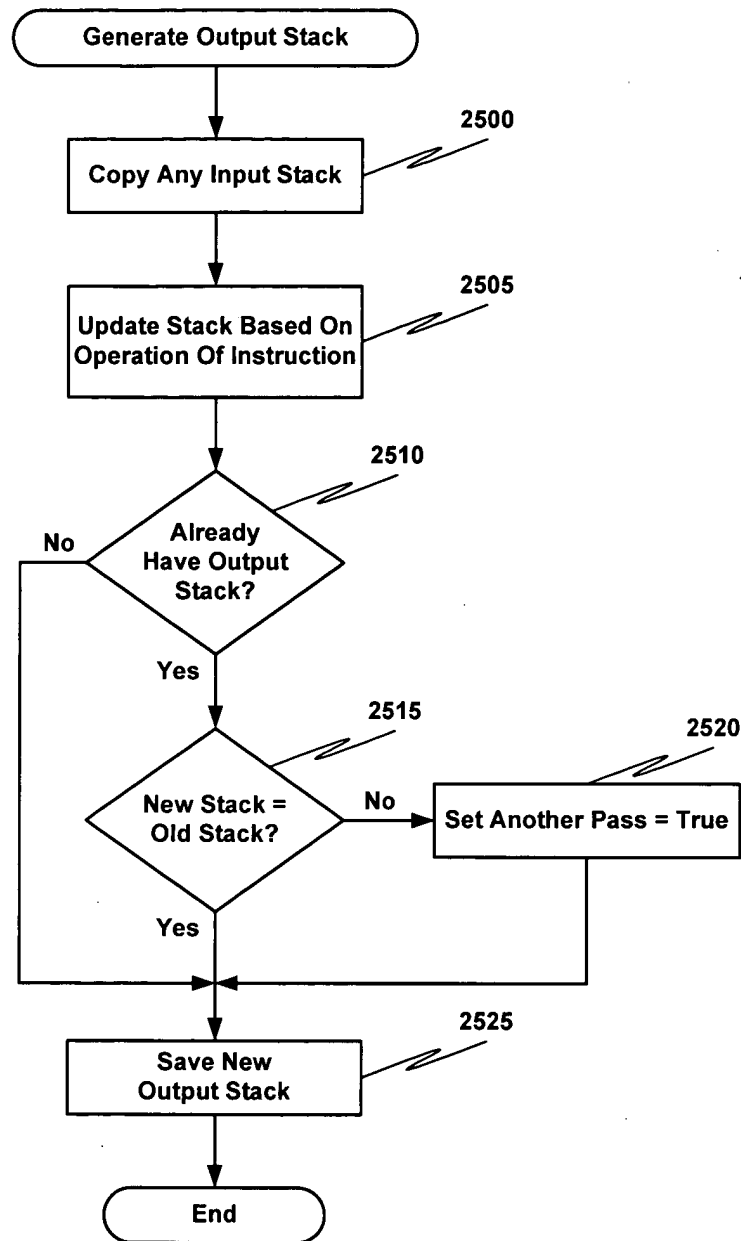 Generate Output Stack
2500
Copy Any Input Stack
2505
Update Stack Based On
Operation Of Instruction
2510
Already
Have Output
Stack?
No
Yes
2515
2520
New Stack =
Old Stack?
No
Set Another Pass = True
Yes
2525
Save New
Output Stack
End